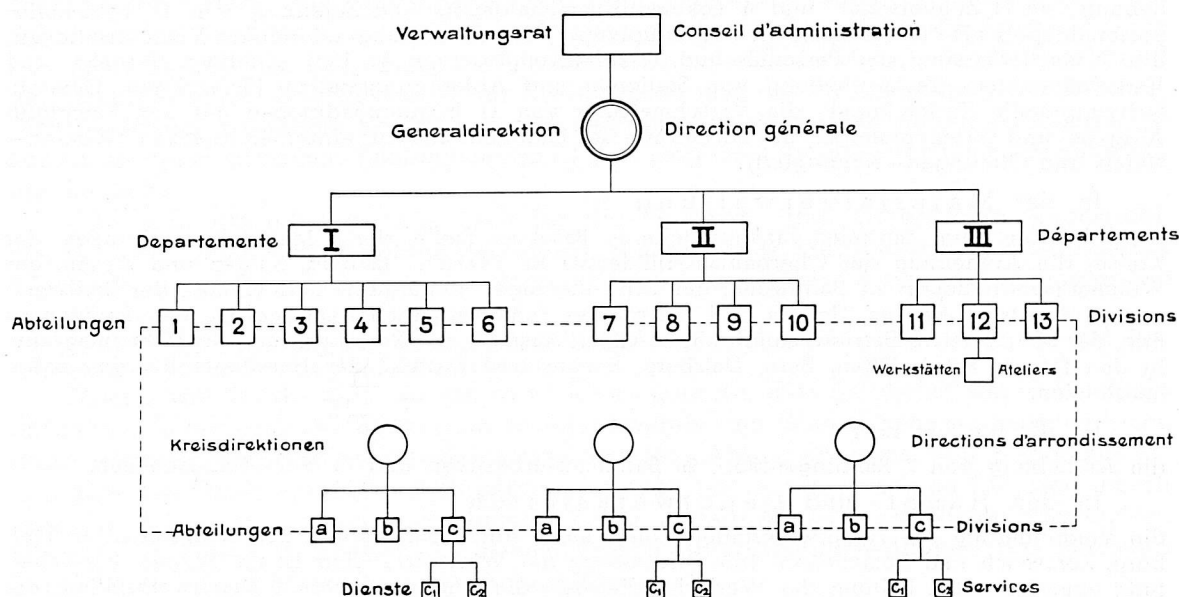 Verwaltungsrat Conseil d'administration
Generaldirektion Direction générale
Departemente I II III Départements
Abteilungen 1 2 3 4 5 6 7 8 9 10 11 12 13 Divisions
Werkstätten Ateliers
Kreisdirektionen Directions d'arrondissement
Abteilungen a b c a b c a b c Divisions
Dienste c1 c2 c1 c2 c1 c2 Services